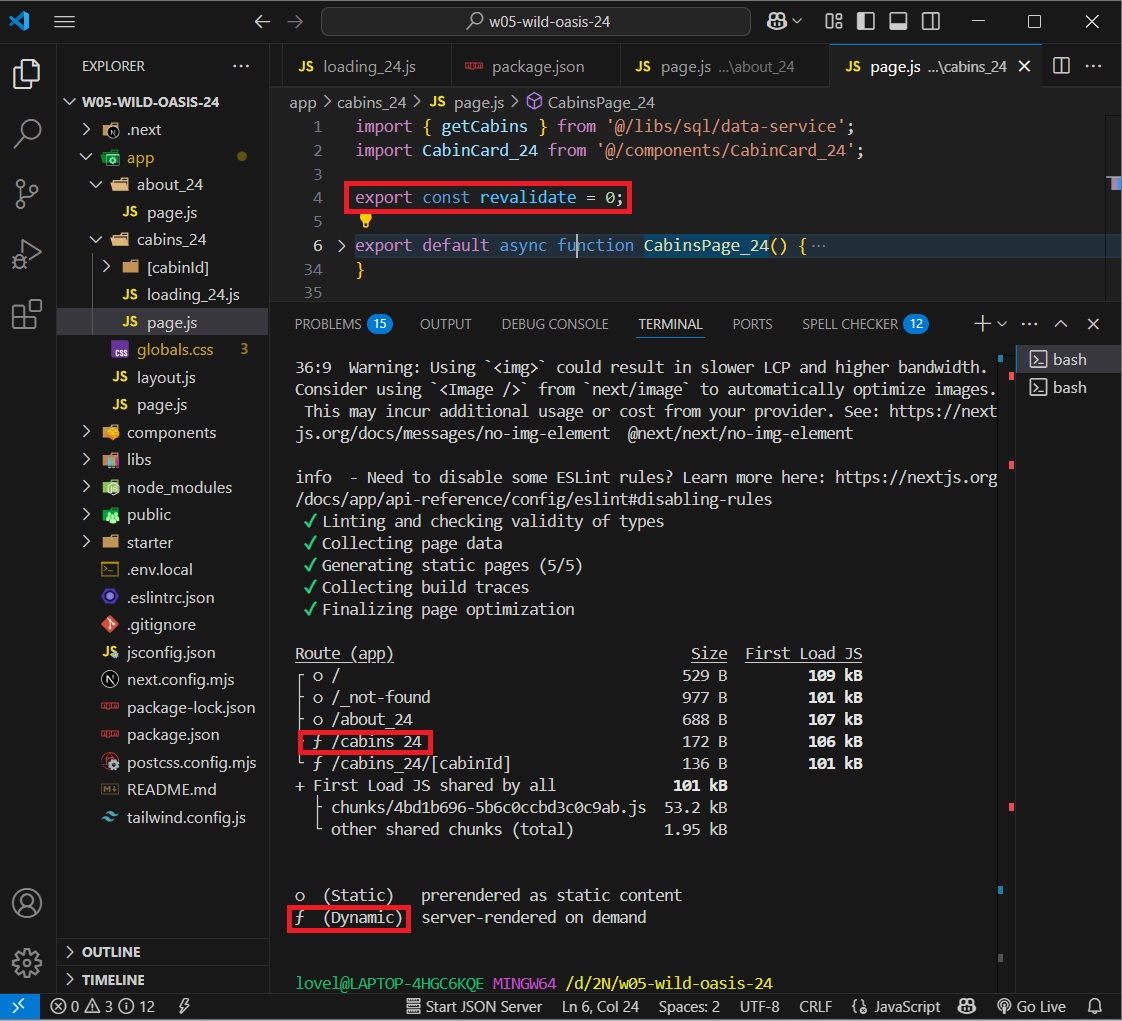 w05-wild-oasis-24
EXPLORER
W05-WILD-OASIS-24
.next
app
about_24
JS page.js
cabins_24
[cabinId]
JS loading_24.js
JS page.js
css globals.css 3
JS layout.js
JS page.js
components
libs
node_modules
public
starter
.env.local
.eslintrc.json
.gitignore
JS jsconfig.json
next.config.mjs
package-lock.json
package.json
postcss.config.mjs
README.md
tailwind.config.js
OUTLINE
TIMELINE
JS loading_24.js
package.json
JS page.js ...\about_24
JS page.js ...\cabins_24
app > cabins_24 > JS page.js > CabinsPage_24
1 import { getCabins } from '@/libs/sql/data-service';
2 import CabinCard_24 from '@/components/CabinCard_24';
3
4 export const revalidate = 0;
5
6 export default async function CabinsPage_24() { ···
34 }
35
PROBLEMS 15 OUTPUT DEBUG CONSOLE TERMINAL PORTS SPELL CHECKER 12
bash
bash
36:9  Warning: Using `<img>` could result in slower LCP and higher bandwidth.
Consider using `<Image />` from `next/image` to automatically optimize images.
This may incur additional usage or cost from your provider. See: https://next
js.org/docs/messages/no-img-element  @next/next/no-img-element
info  - Need to disable some ESLint rules? Learn more here: https://nextjs.org
/docs/app/api-reference/config/eslint#disabling-rules
✓ Linting and checking validity of types
✓ Collecting page data
✓ Generating static pages (5/5)
✓ Collecting build traces
✓ Finalizing page optimization
Route (app) Size First Load JS
┌ ○ / 529 B 109 kB
├ ○ /_not-found 977 B 101 kB
├ ○ /about_24 688 B 107 kB
├ ƒ /cabins_24 172 B 106 kB
└ ƒ /cabins_24/[cabinId] 136 B 101 kB
+ First Load JS shared by all 101 kB
├ chunks/4bd1b696-5b6c0ccbd3c0c9ab.js 53.2 kB
└ other shared chunks (total) 1.95 kB
○ (Static) prerendered as static content
ƒ (Dynamic) server-rendered on demand
lovel@LAPTOP-4HGC6KQE MINGW64 /d/2N/w05-wild-oasis-24
0 3 12 Start JSON Server Ln 6, Col 24 Spaces: 2 UTF-8 CRLF {} JavaScript Go Live